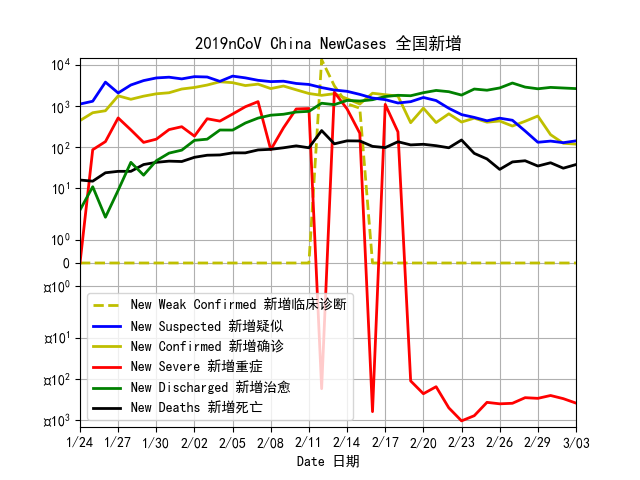 2019nCoV China NewCases 全国新增
10⁴
10³
10²
10¹
10⁰
0
¤10⁰
¤10¹
¤10²
¤10³
New Weak Confirmed 新增临床诊断
New Suspected 新增疑似
New Confirmed 新增确诊
New Severe 新增重症
New Discharged 新增治愈
New Deaths 新增死亡
1/24 1/27 1/30 2/02 2/05 2/08 2/11 2/14 2/17 2/20 2/23 2/26 2/29 3/03
Date 日期